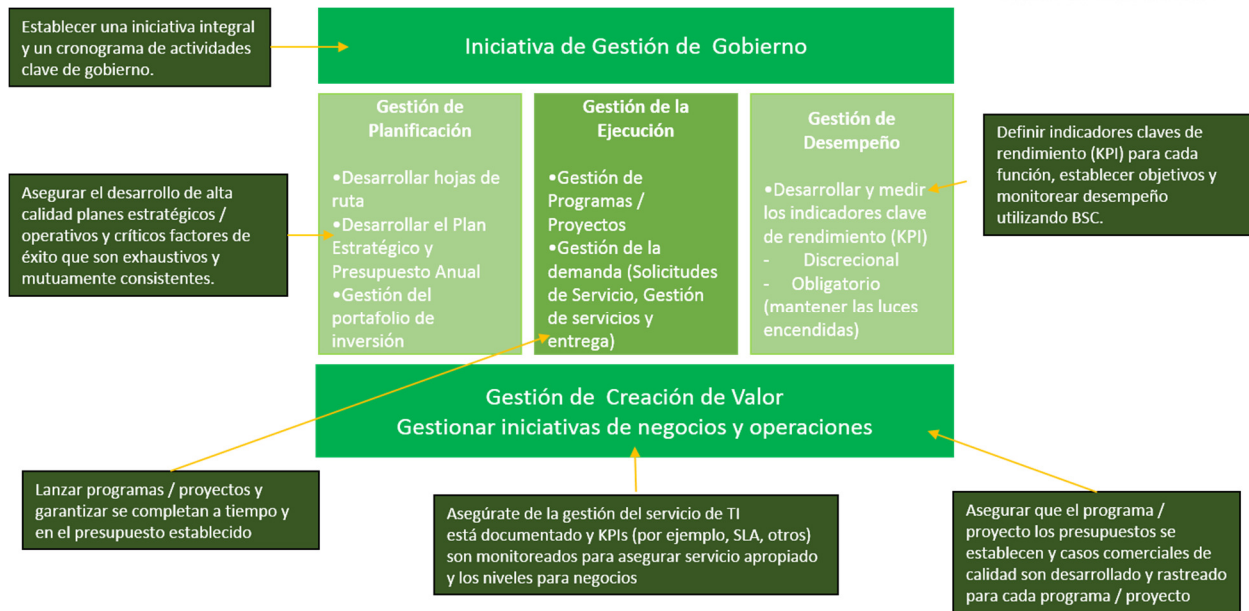 Establecer una iniciativa integral
y un cronograma de actividades
clave de gobierno.
Iniciativa de Gestión de Gobierno
Gestión de
Planificación
•Desarrollar hojas de
ruta
•Desarrollar el Plan
Estratégico y
Presupuesto Anual
•Gestión del
portafolio de
inversión
Gestión de la
Ejecución
•Gestión de
Programas /
Proyectos
•Gestión de la
demanda (Solicitudes
de Servicio, Gestión
de servicios y
entrega)
Gestión de
Desempeño
•Desarrollar y medir
los indicadores clave
de rendimiento (KPI)
- Discrecional
- Obligatorio
(mantener las luces
encendidas)
Definir indicadores claves de
rendimiento (KPI) para cada
función, establecer objetivos y
monitorear desempeño
utilizando BSC.
Asegurar el desarrollo de alta
calidad planes estratégicos /
operativos y críticos factores de
éxito que son exhaustivos y
mutuamente consistentes.
Gestión de Creación de Valor
Gestionar iniciativas de negocios y operaciones
Lanzar programas / proyectos y
garantizar se completan a tiempo y
en el presupuesto establecido
Asegúrate de la gestión del servicio de TI
está documentado y KPIs (por ejemplo, SLA, otros)
son monitoreados para asegurar servicio apropiado
y los niveles para negocios
Asegurar que el programa /
proyecto los presupuestos se
establecen y casos comerciales de
calidad son desarrollado y rastreado
para cada programa / proyecto